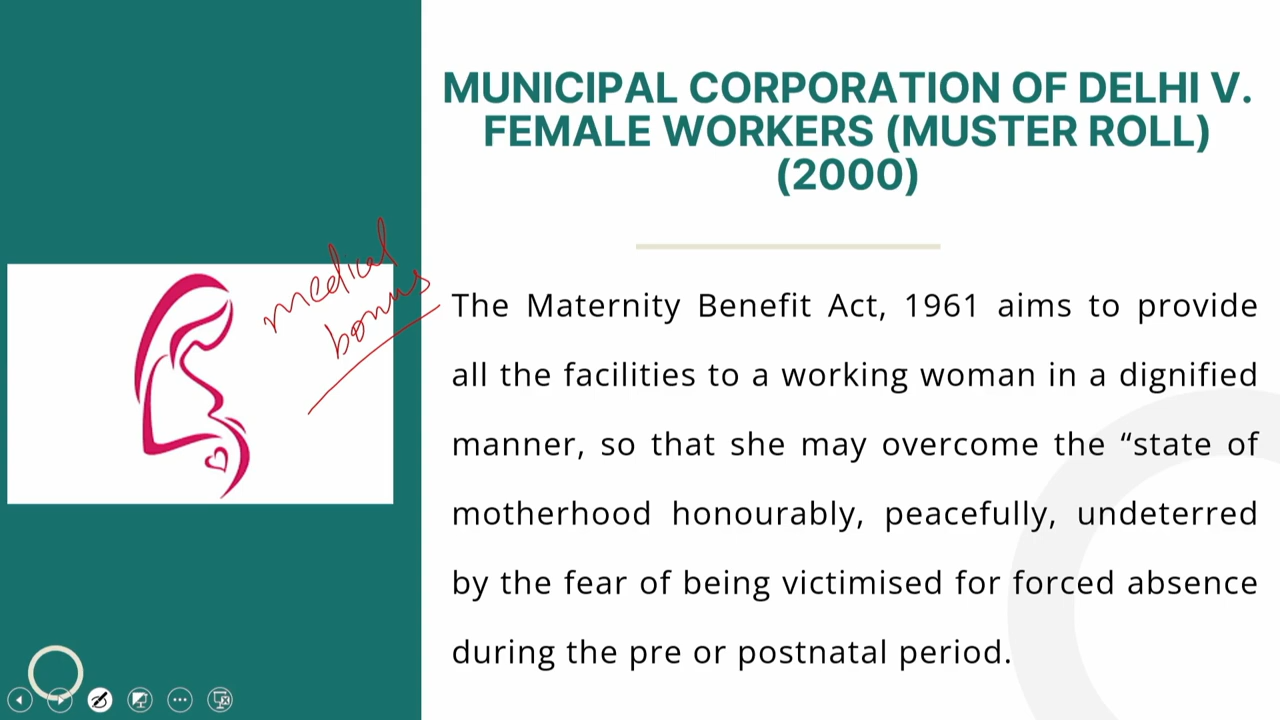 MUNICIPAL CORPORATION OF DELHI V.
FEMALE WORKERS (MUSTER ROLL)
(2000)
medical
bonus
The Maternity Benefit Act, 1961 aims to provide
all the facilities to a working woman in a dignified
manner, so that she may overcome the “state of
motherhood honourably, peacefully, undeterred
by the fear of being victimised for forced absence
during the pre or postnatal period.